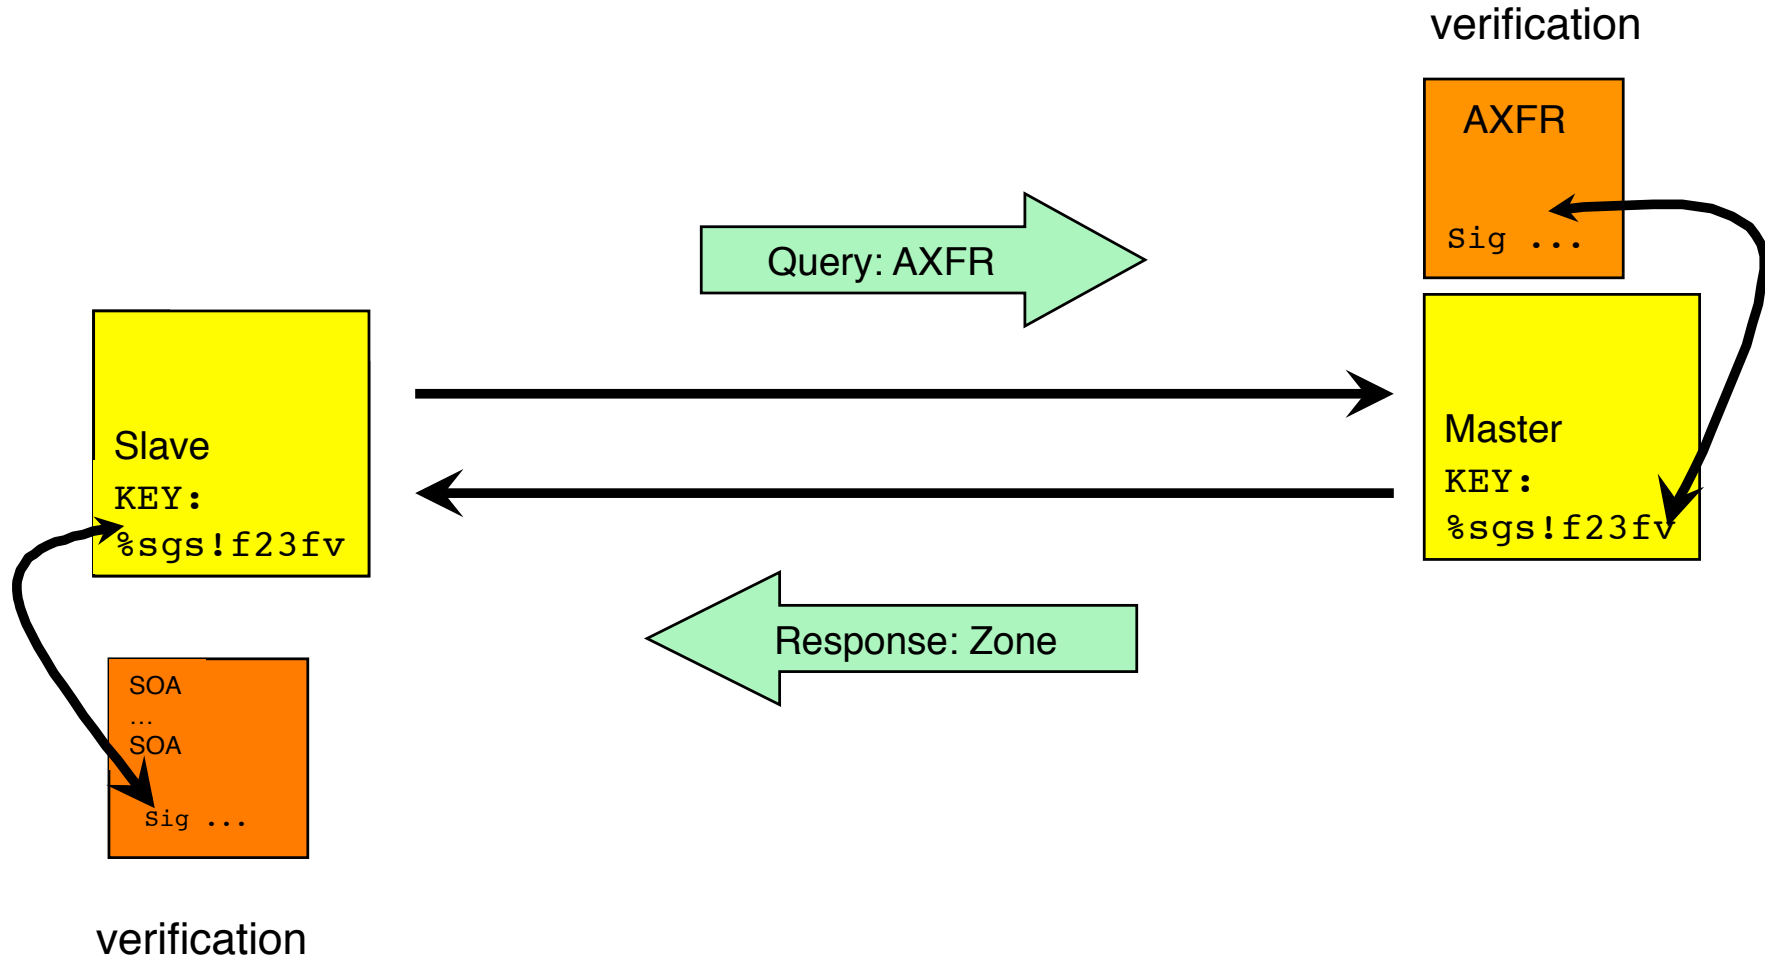 verification
AXFR
Sig ...
Query: AXFR
Slave
KEY:
%sgs!f23fv
Master
KEY:
%sgs!f23fv
Response: Zone
SOA
...
SOA
Sig ...
verification